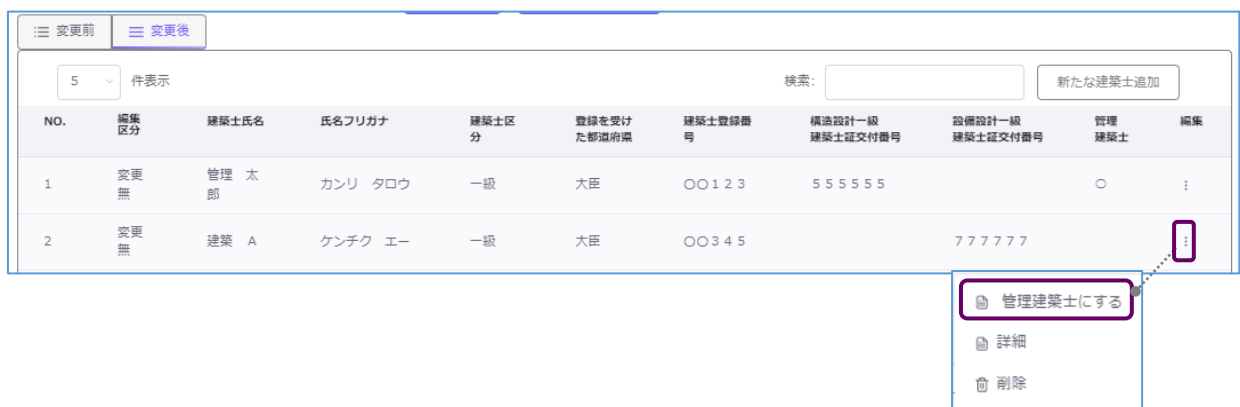 変更前 変更後
5 件表示 検索: 新たな建築士追加
NO. 編集区分 建築士氏名 氏名フリガナ 建築士区分 登録を受けた都道府県 建築士登録番号 構造設計一級建築士証交付番号 設備設計一級建築士証交付番号 管理建築士 編集
1 変更無 管理　太郎 カンリ　タロウ 一級 大臣 〇〇１２３ ５５５５５５ 〇 ⋮
2 変更無 建築　A ケンチク　エー 一級 大臣 〇〇３４５ ７７７７７７ ⋮
管理建築士にする
詳細
削除